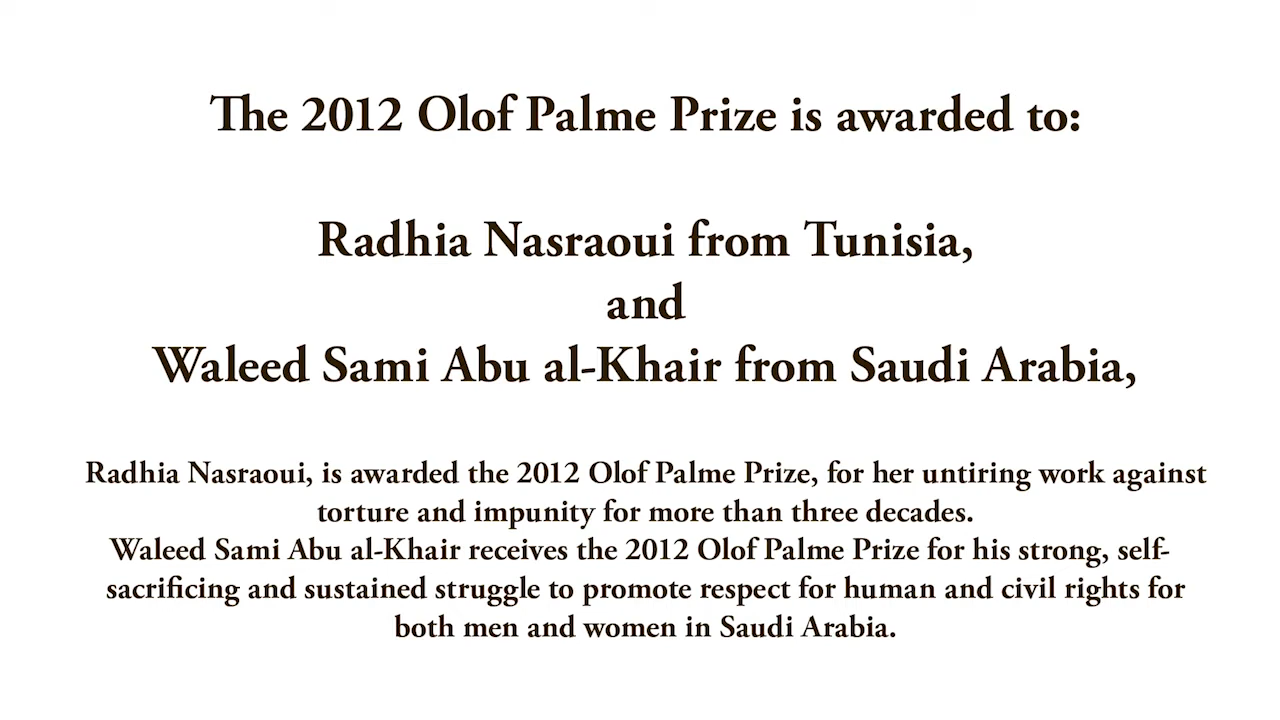 The 2012 Olof Palme Prize is awarded to:
Radhia Nasraoui from Tunisia,
and
Waleed Sami Abu al-Khair from Saudi Arabia,
Radhia Nasraoui, is awarded the 2012 Olof Palme Prize, for her untiring work against
torture and impunity for more than three decades.
Waleed Sami Abu al-Khair receives the 2012 Olof Palme Prize for his strong, self-
sacrificing and sustained struggle to promote respect for human and civil rights for
both men and women in Saudi Arabia.